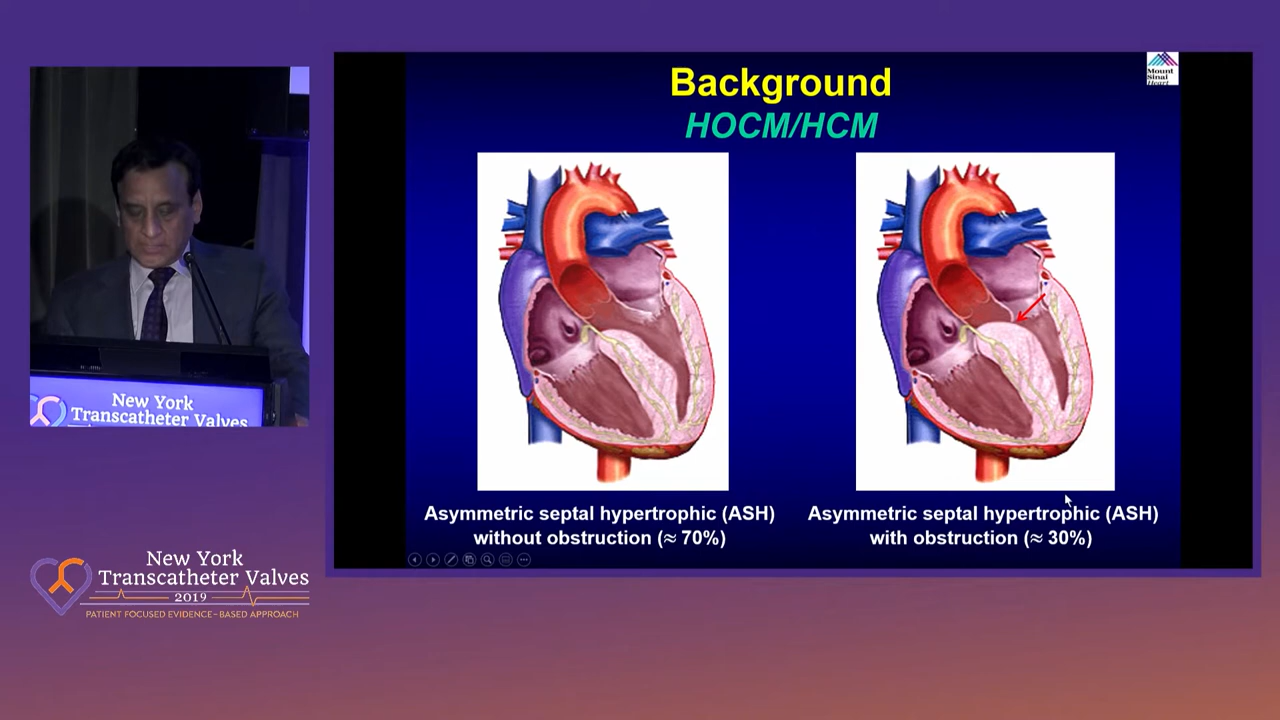 Background
HOCM/HCM
Mount
Sinai
Heart
Asymmetric septal hypertrophic (ASH)
without obstruction (≈ 70%)
Asymmetric septal hypertrophic (ASH)
with obstruction (≈ 30%)
New York
Transcatheter Valves
New York
Transcatheter Valves
2019
PATIENT FOCUSED EVIDENCE-BASED APPROACH